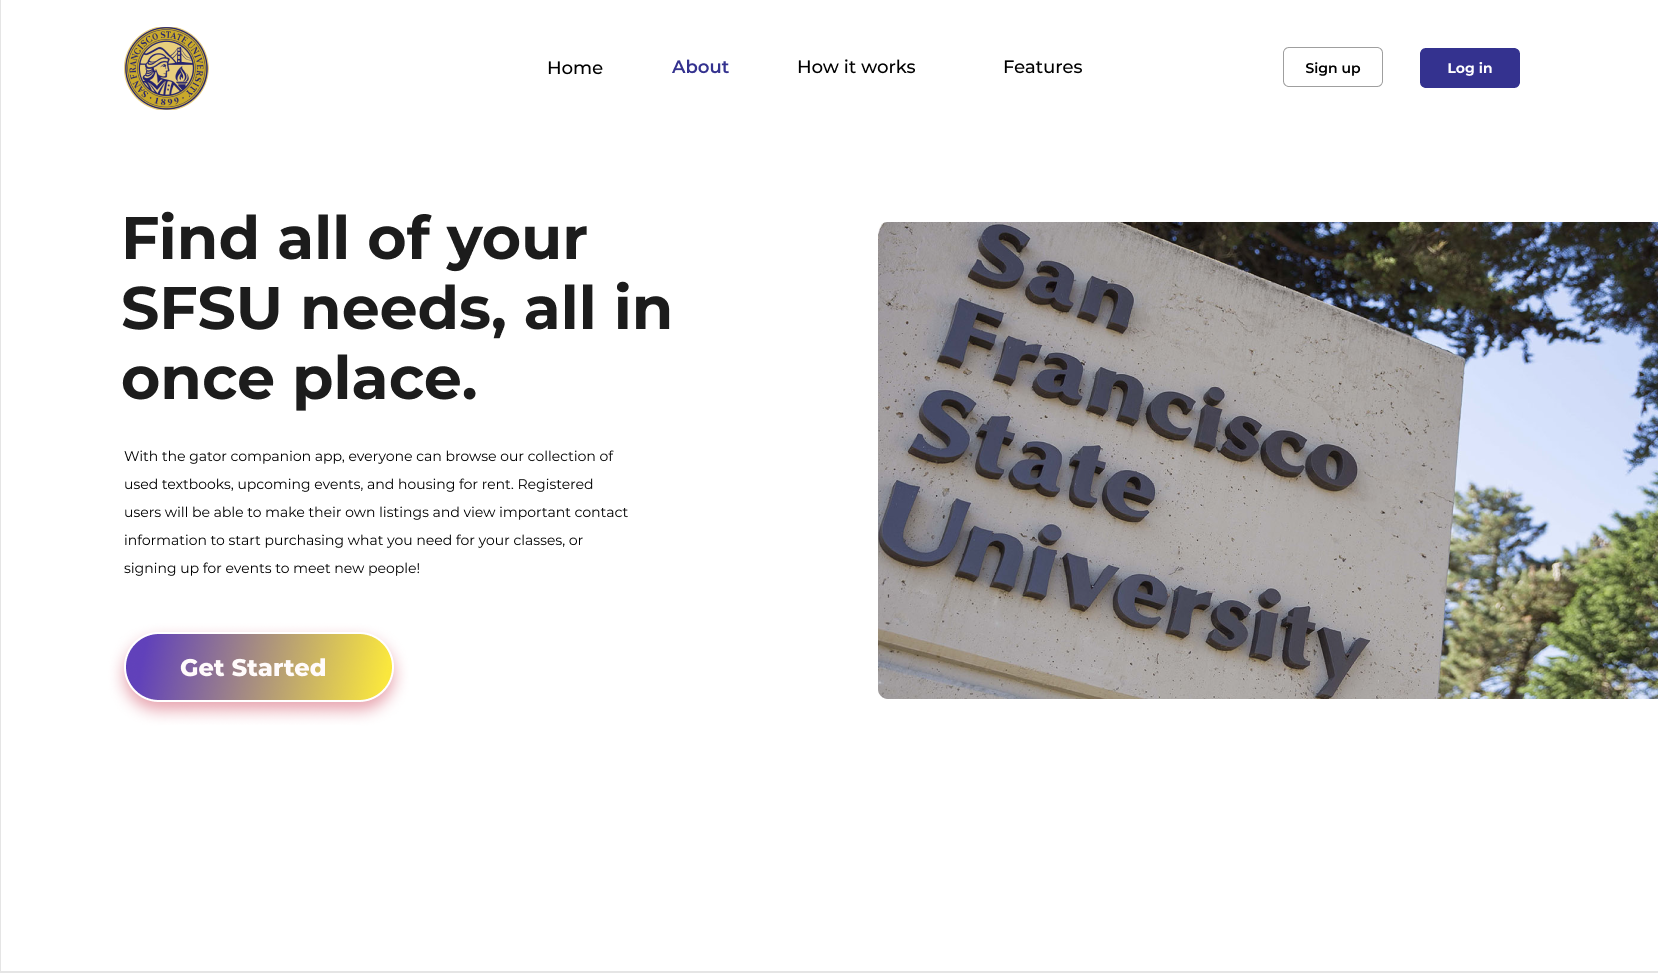 SAN FRANCISCO STATE UNIVERSITY
· 1899 ·
Home
About
How it works
Features
Sign up
Log in
Find all of your
SFSU needs, all in
once place.
With the gator companion app, everyone can browse our collection of
used textbooks, upcoming events, and housing for rent. Registered
users will be able to make their own listings and view important contact
information to start purchasing what you need for your classes, or
signing up for events to meet new people!
Get Started
San
Francisco
State
University